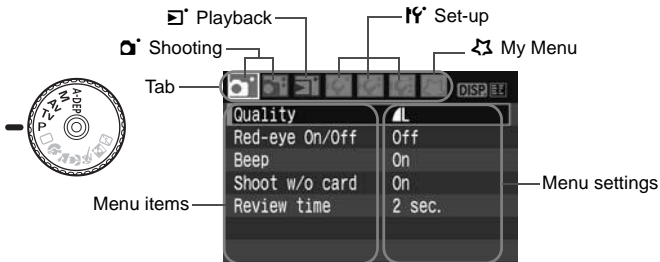 Playback
Set-up
Shooting
My Menu
Tab
DISP.
Quality L
Red-eye On/Off Off
Beep On
Shoot w/o card On
Review time 2 sec.
Menu items
Menu settings
A-DEP
M
Av
Tv
P